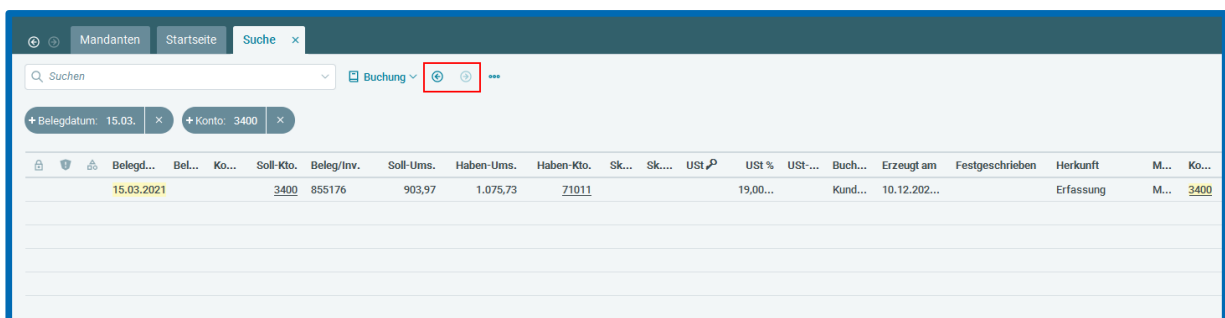 Mandanten Startseite Suche ×
Suchen Buchung
+ Belegdatum: 15.03. × + Konto: 3400 ×
Belegd... Bel... Ko... Soll-Kto. Beleg/Inv. Soll-Ums. Haben-Ums. Haben-Kto. Sk... Sk.... USt USt % USt-... Buch... Erzeugt am Festgeschrieben Herkunft M... Ko...
15.03.2021 3400 855176 903,97 1.075,73 71011 19,00... Kund... 10.12.202... Erfassung M... 3400